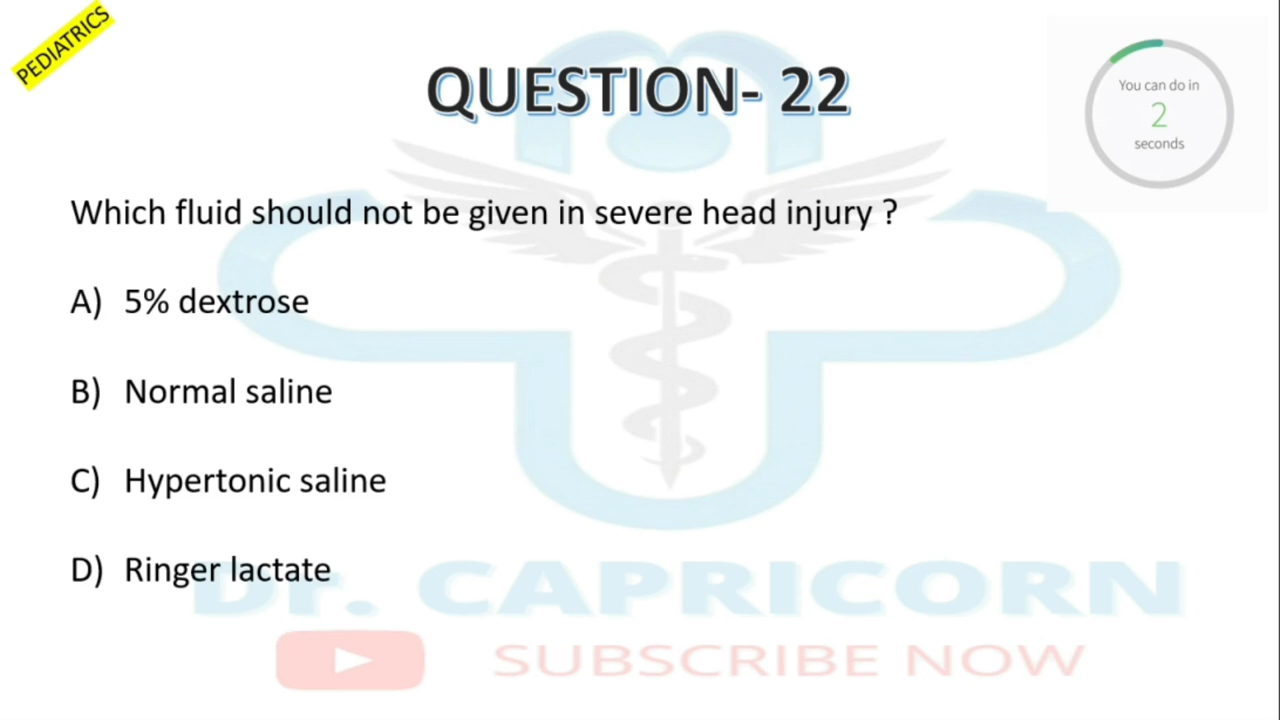 PEDIATRICS
QUESTION- 22
You can do in
2
seconds
Which fluid should not be given in severe head injury ?
A) 5% dextrose
B) Normal saline
C) Hypertonic saline
D) Ringer lactate
Dr. CAPRICORN
SUBSCRIBE NOW